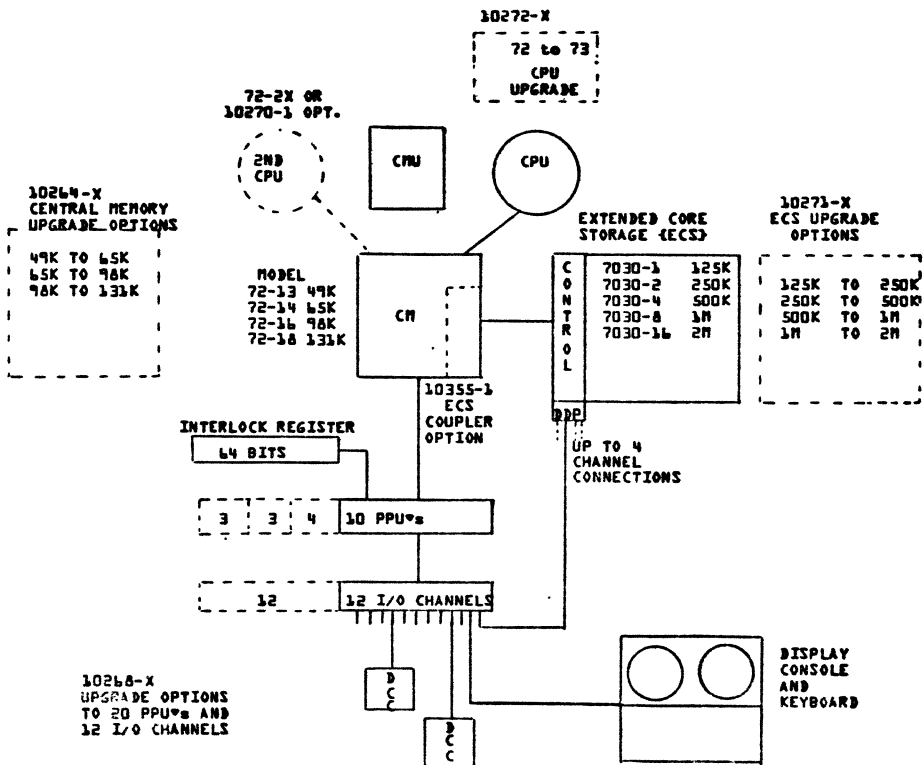 10272-X
72 to 73
CPU
UPGRADE
72-2X OR
10270-1 OPT.
2ND
CPU
CMU
CPU
10264-X
CENTRAL MEMORY
UPGRADE OPTIONS
49K TO 65K
65K TO 98K
98K TO 131K
MODEL
72-13 49K
72-14 65K
72-16 98K
72-18 131K
CM
10355-1
ECS
COUPLER
OPTION
EXTENDED CORE
STORAGE {ECS}
CONTROL
7030-1 125K
7030-2 250K
7030-4 500K
7030-8 1M
7030-16 2M
DDP
UP TO 4
CHANNEL
CONNECTIONS
10271-X
ECS UPGRADE
OPTIONS
125K TO 250K
250K TO 500K
500K TO 1M
1M TO 2M
INTERLOCK REGISTER
64 BITS
3 3 4 10 PPU▾s
12 12 I/O CHANNELS
DCC
DCC
10268-X
UPGRADE OPTIONS
TO 20 PPU▾s AND
12 I/O CHANNELS
DISPLAY
CONSOLE
AND
KEYBOARD